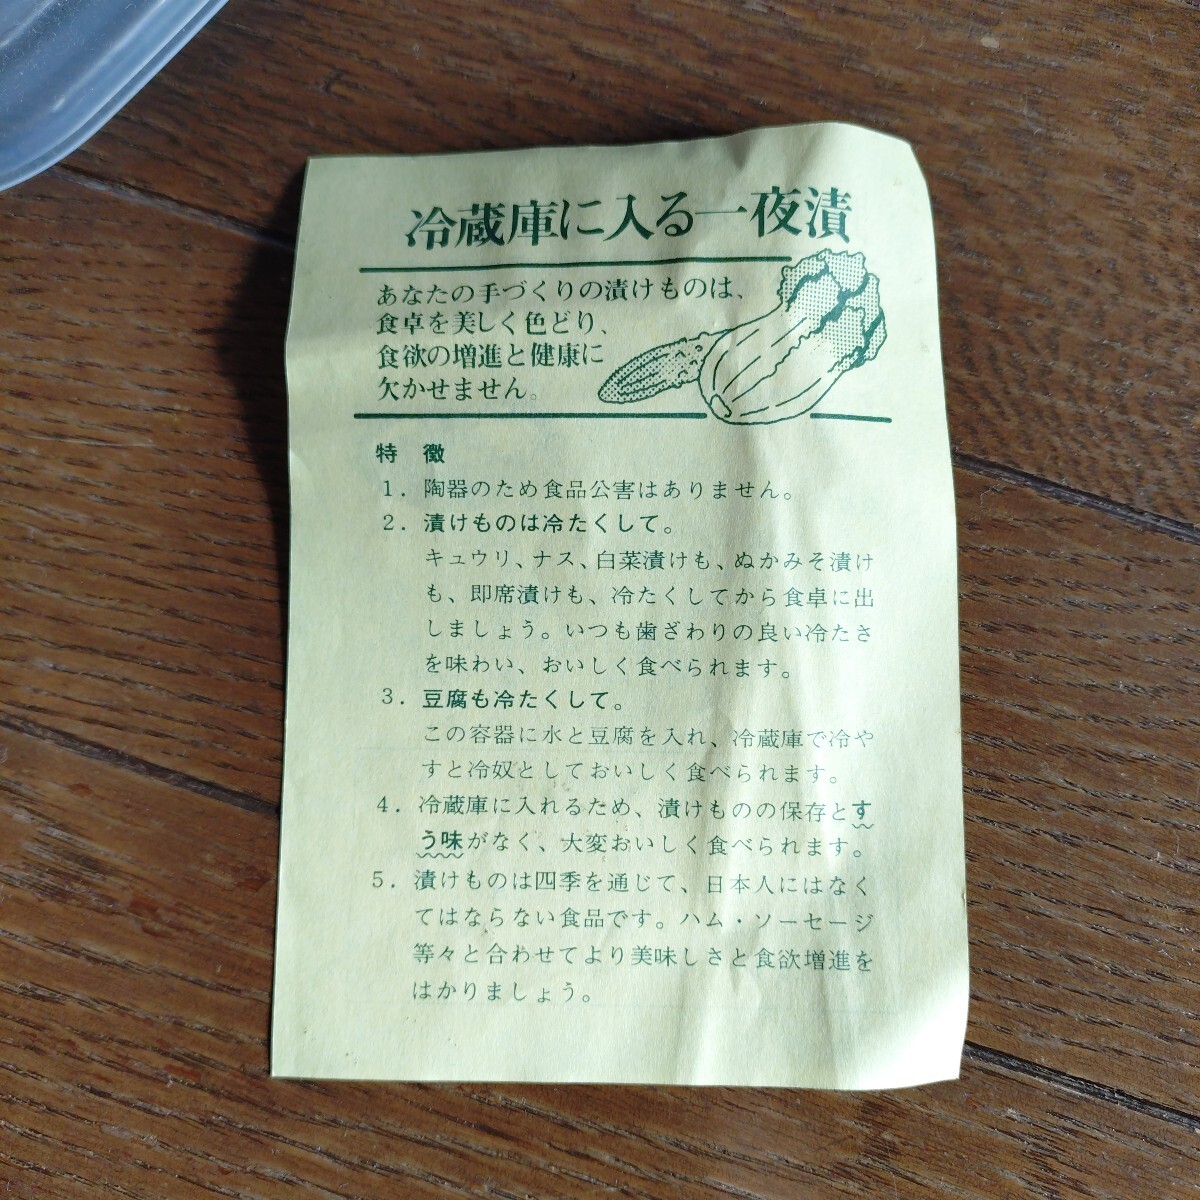 冷蔵庫に入る一夜漬
あなたの手づくりの漬けものは、
食卓を美しく色どり、
食欲の増進と健康に
欠かせません。
特 徴
1. 陶器のため食品公害はありません。
2. 漬けものは冷たくして。
キュウリ、ナス、白菜漬けも、ぬかみそ漬け
も、即席漬けも、冷たくしてから食卓に出
しましょう。いつも歯ざわりの良い冷たさ
を味わい、おいしく食べられます。
3. 豆腐も冷たくして。
この容器に水と豆腐を入れ、冷蔵庫で冷や
すと冷奴としておいしく食べられます。
4. 冷蔵庫に入れるため、漬けものの保存とす
う味がなく、大変おいしく食べられます。
5. 漬けものは四季を通じて、日本人にはなく
てはならない食品です。ハム・ソーセージ
等々と合わせてより美味しさと食欲増進を
はかりましょう。